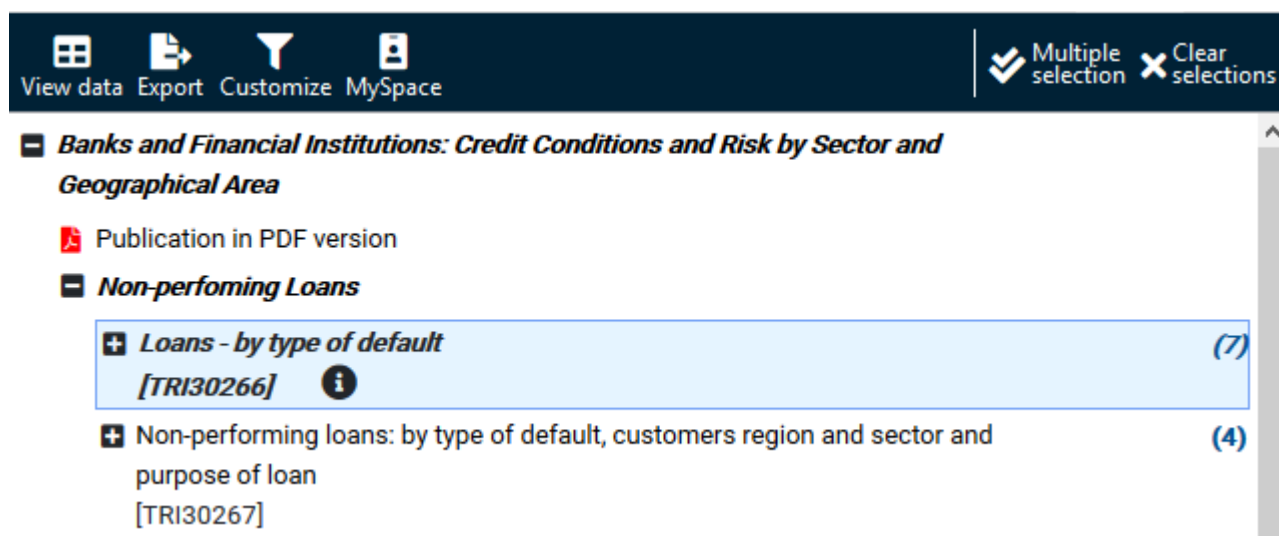 View data Export Customize MySpace
Multiple selection
Clear selections
Banks and Financial Institutions: Credit Conditions and Risk by Sector and
Geographical Area
Publication in PDF version
Non-perfoming Loans
Loans - by type of default (7)
[TRI30266]
Non-performing loans: by type of default, customers region and sector and (4)
purpose of loan
[TRI30267]